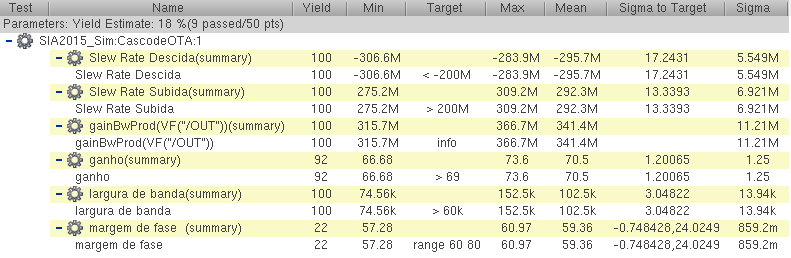 Test Name Yield Min Target Max Mean Sigma to Target Sigma
Parameters: Yield Estimate: 18 %(9 passed/50 pts)
SIA2015_Sim:CascodeOTA:1
Slew Rate Descida(summary) 100 -306.6M -283.9M -295.7M 17.2431 5.549M
Slew Rate Descida 100 -306.6M < -200M -283.9M -295.7M 17.2431 5.549M
Slew Rate Subida(summary) 100 275.2M 309.2M 292.3M 13.3393 6.921M
Slew Rate Subida 100 275.2M > 200M 309.2M 292.3M 13.3393 6.921M
gainBwProd(VF("/OUT"))(summary) 100 315.7M 366.7M 341.4M 11.21M
gainBwProd(VF("/OUT")) 100 315.7M info 366.7M 341.4M 11.21M
ganho(summary) 92 66.68 73.6 70.5 1.20065 1.25
ganho 92 66.68 > 69 73.6 70.5 1.20065 1.25
largura de banda(summary) 100 74.56k 152.5k 102.5k 3.04822 13.94k
largura de banda 100 74.56k > 60k 152.5k 102.5k 3.04822 13.94k
margem de fase (summary) 22 57.28 60.97 59.36 -0.748428,24.0249 859.2m
margem de fase 22 57.28 range 60 80 60.97 59.36 -0.748428,24.0249 859.2m